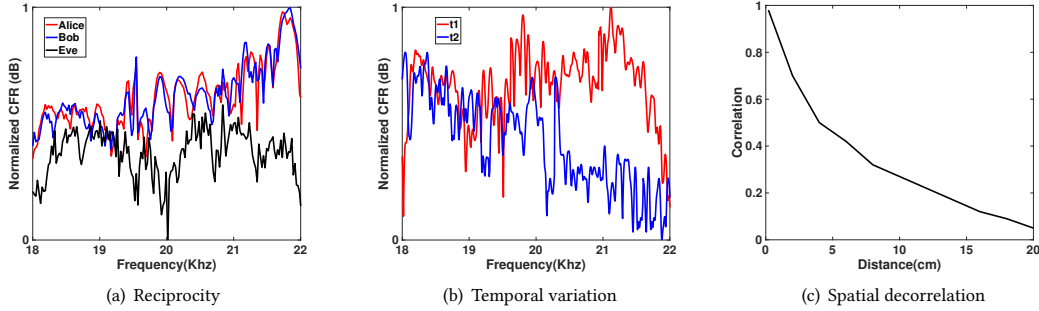 Alice
Bob
Eve
1
0
18
19
20
21
22
Normalized CFR (dB)
Frequency(Khz)
(a) Reciprocity
t1
t2
1
0
18
19
20
21
22
Normalized CFR (dB)
Frequency(Khz)
(b) Temporal variation
1
0.8
0.6
0.4
0.2
0
0
5
10
15
20
Correlation
Distance(cm)
(c) Spatial decorrelation